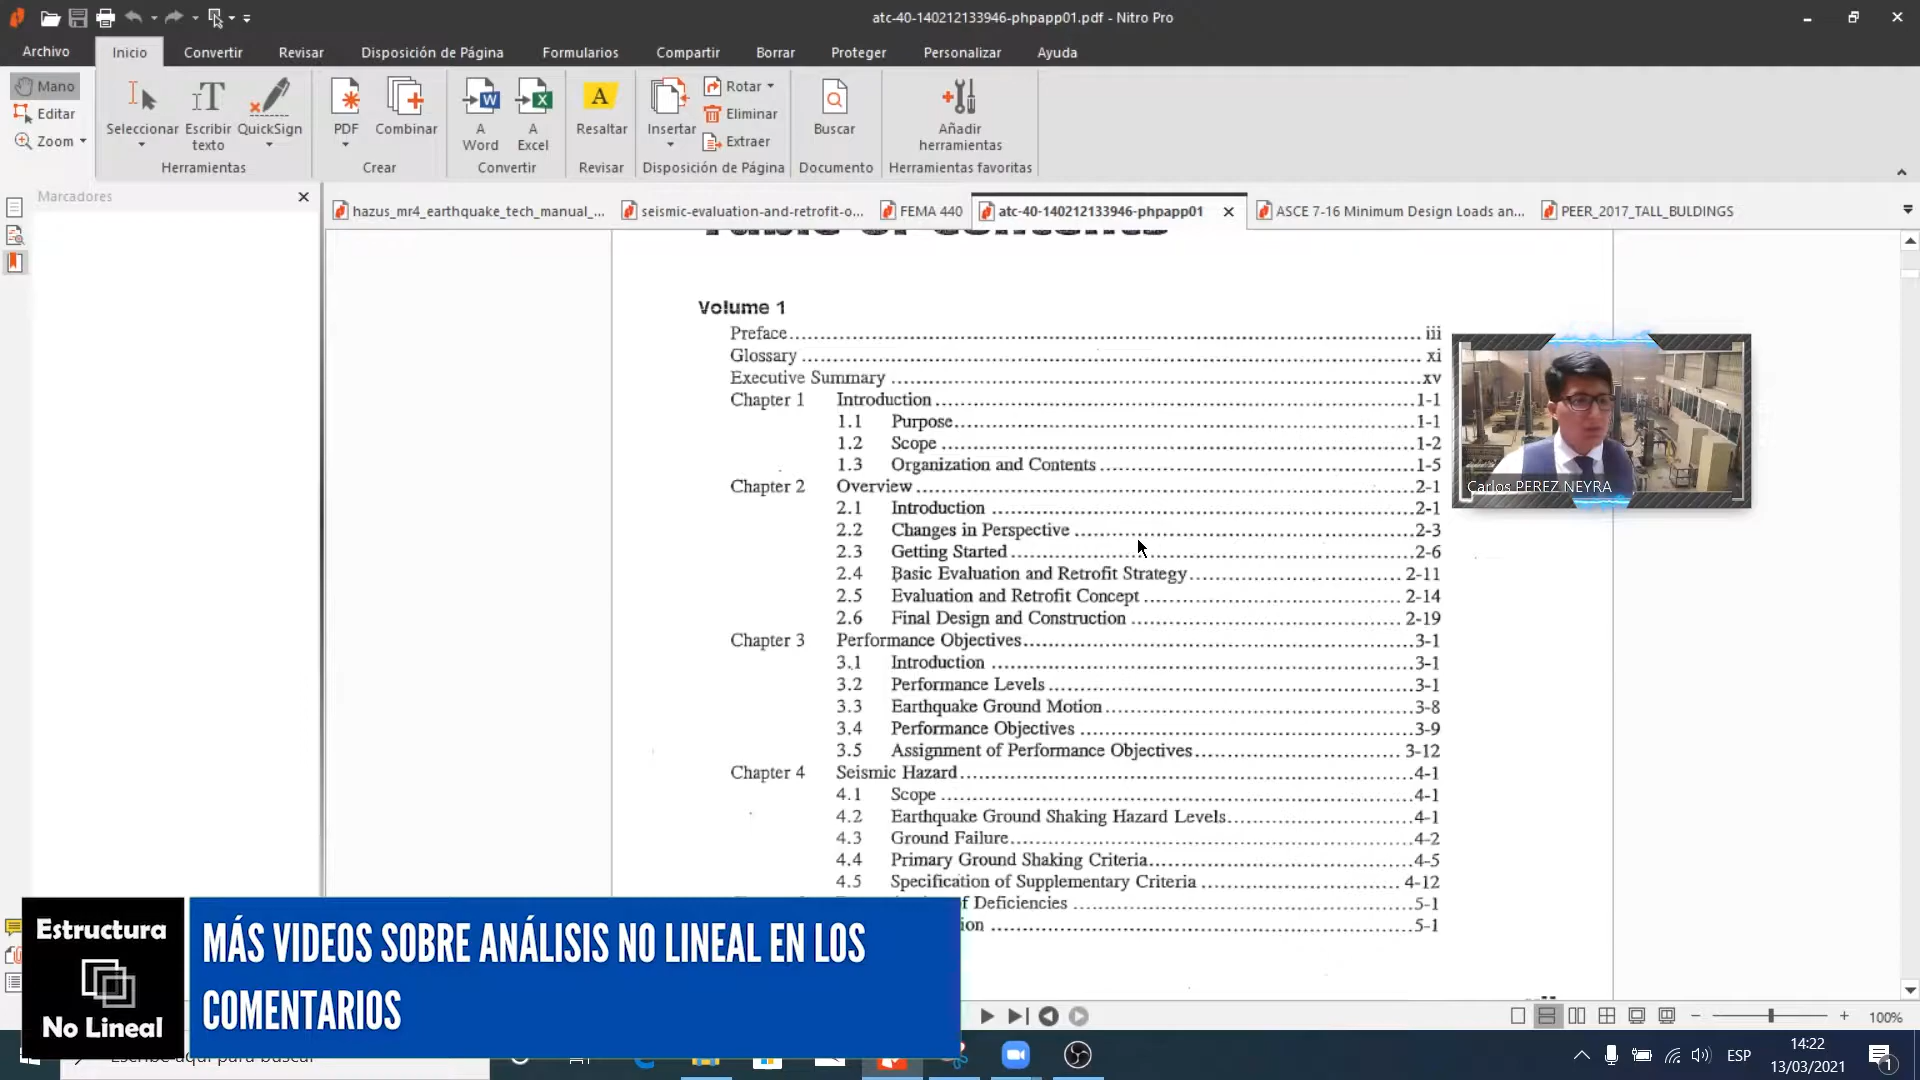 atc-40-140212133946-phpapp01.pdf - Nitro Pro
Archivo Inicio Convertir Revisar Disposición de Página Formularios Compartir Borrar Proteger Personalizar Ayuda
Mano
Editar
Zoom
Seleccionar
Escribir texto
QuickSign
Herramientas
PDF
Combinar
Crear
A Word
A Excel
Convertir
Resaltar
Revisar
Insertar
Rotar
Eliminar
Extraer
Disposición de Página
Buscar
Documento
Añadir herramientas
Herramientas favoritas
Marcadores
hazus_mr4_earthquake_tech_manual_...
seismic-evaluation-and-retrofit-o...
FEMA 440
atc-40-140212133946-phpapp01
ASCE 7-16 Minimum Design Loads an...
PEER_2017_TALL_BULDINGS
Table of Contents
Volume 1
Preface iii
Glossary xi
Executive Summary xv
Chapter 1 Introduction 1-1
1.1 Purpose 1-1
1.2 Scope 1-2
1.3 Organization and Contents 1-5
Chapter 2 Overview 2-1
2.1 Introduction 2-1
2.2 Changes in Perspective 2-3
2.3 Getting Started 2-6
2.4 Basic Evaluation and Retrofit Strategy 2-11
2.5 Evaluation and Retrofit Concept 2-14
2.6 Final Design and Construction 2-19
Chapter 3 Performance Objectives 3-1
3.1 Introduction 3-1
3.2 Performance Levels 3-1
3.3 Earthquake Ground Motion 3-8
3.4 Performance Objectives 3-9
3.5 Assignment of Performance Objectives 3-12
Chapter 4 Seismic Hazard 4-1
4.1 Scope 4-1
4.2 Earthquake Ground Shaking Hazard Levels 4-1
4.3 Ground Failure 4-2
4.4 Primary Ground Shaking Criteria 4-5
4.5 Specification of Supplementary Criteria 4-12
f Deficiencies 5-1
ion 5-1
Carlos PEREZ NEYRA
Estructura
No Lineal
MÁS VIDEOS SOBRE ANÁLISIS NO LINEAL EN LOS
COMENTARIOS
100%
Escribe aquí para buscar
ESP
14:22
13/03/2021
1